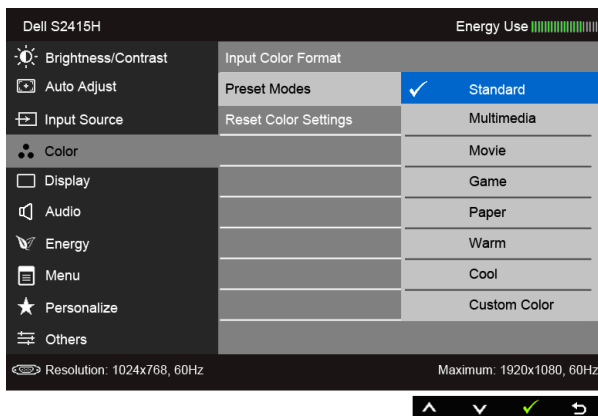 Dell S2415H Energy Use
Brightness/Contrast Input Color Format
Auto Adjust Preset Modes Standard
Input Source Reset Color Settings Multimedia
Color Movie
Display Game
Audio Paper
Energy Warm
Menu Cool
Personalize Custom Color
Others
Resolution: 1024x768, 60Hz Maximum: 1920x1080, 60Hz